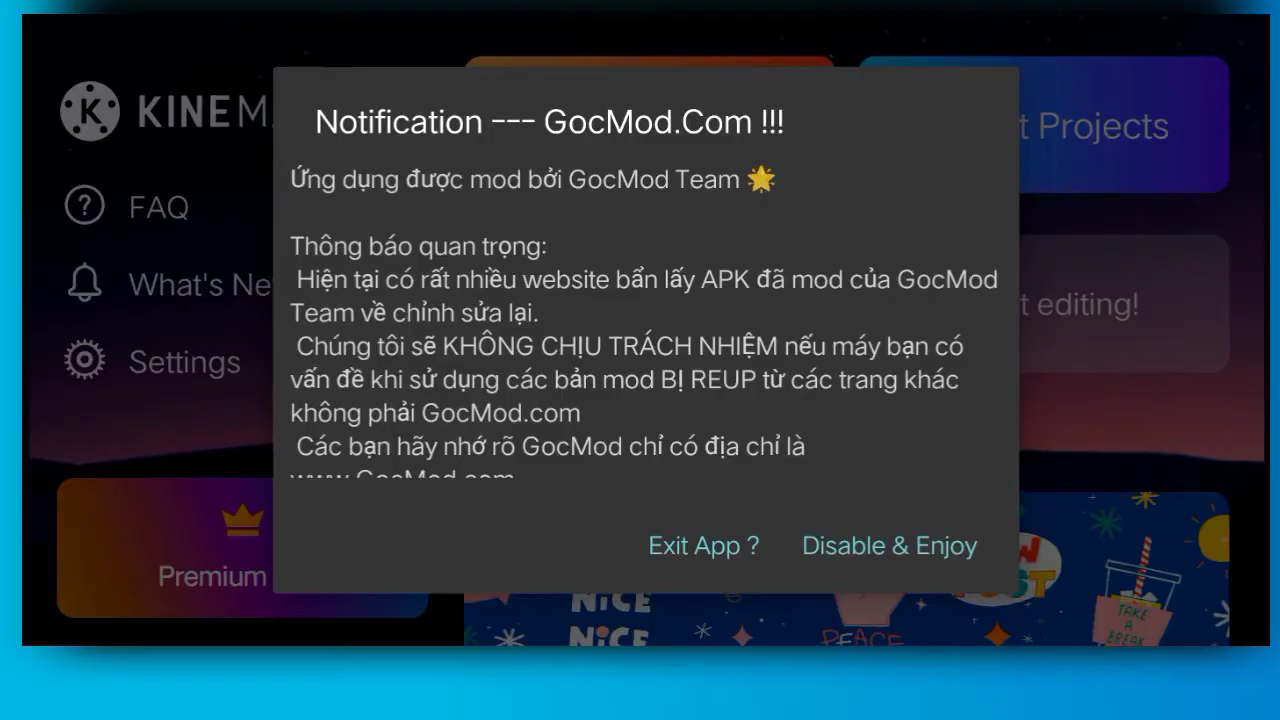 Notification --- GocMod.Com !!!
Ứng dụng được mod bởi GocMod Team 🌟
Thông báo quan trọng:
Hiện tại có rất nhiều website bẩn lấy APK đã mod của GocMod
Team về chỉnh sửa lại.
Chúng tôi sẽ KHÔNG CHỊU TRÁCH NHIỆM nếu máy bạn có
vấn đề khi sử dụng các bản mod BỊ REUP từ các trang khác
không phải GocMod.com
Các bạn hãy nhớ rõ GocMod chỉ có địa chỉ là
www.GocMod.com
Exit App ?
Disable & Enjoy
KINEM
FAQ
What's Ne
Settings
Premium
t Projects
t editing!
NiCE
NiCE
PEACE
TAKE
A
BREAK